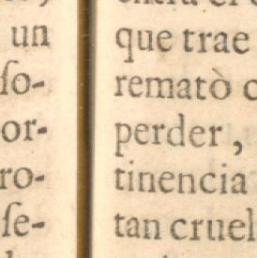 un
ſo-
or-
ro-
ſe-
que trae
rematò
perder,
tinencia
tan cruel